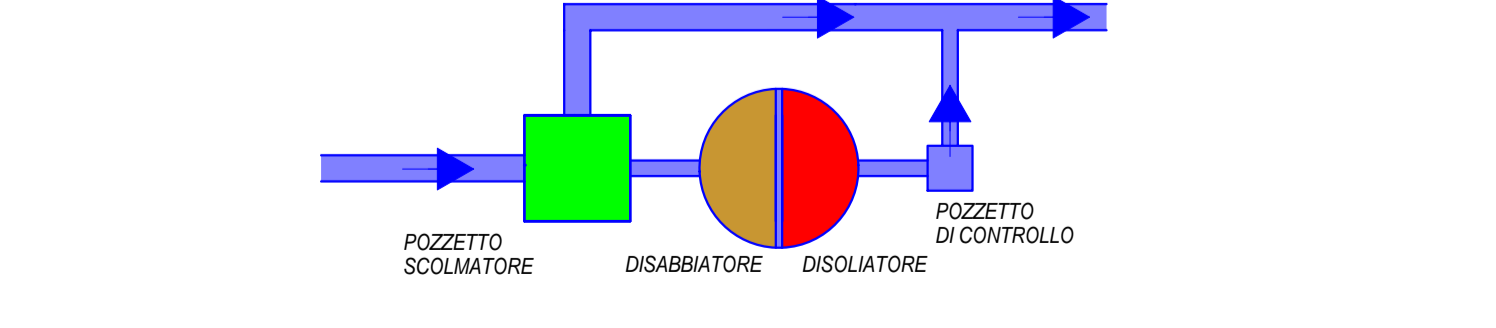 POZZETTO
SCOLMATORE
DISABBIATORE
DISOLIATORE
POZZETTO
DI CONTROLLO